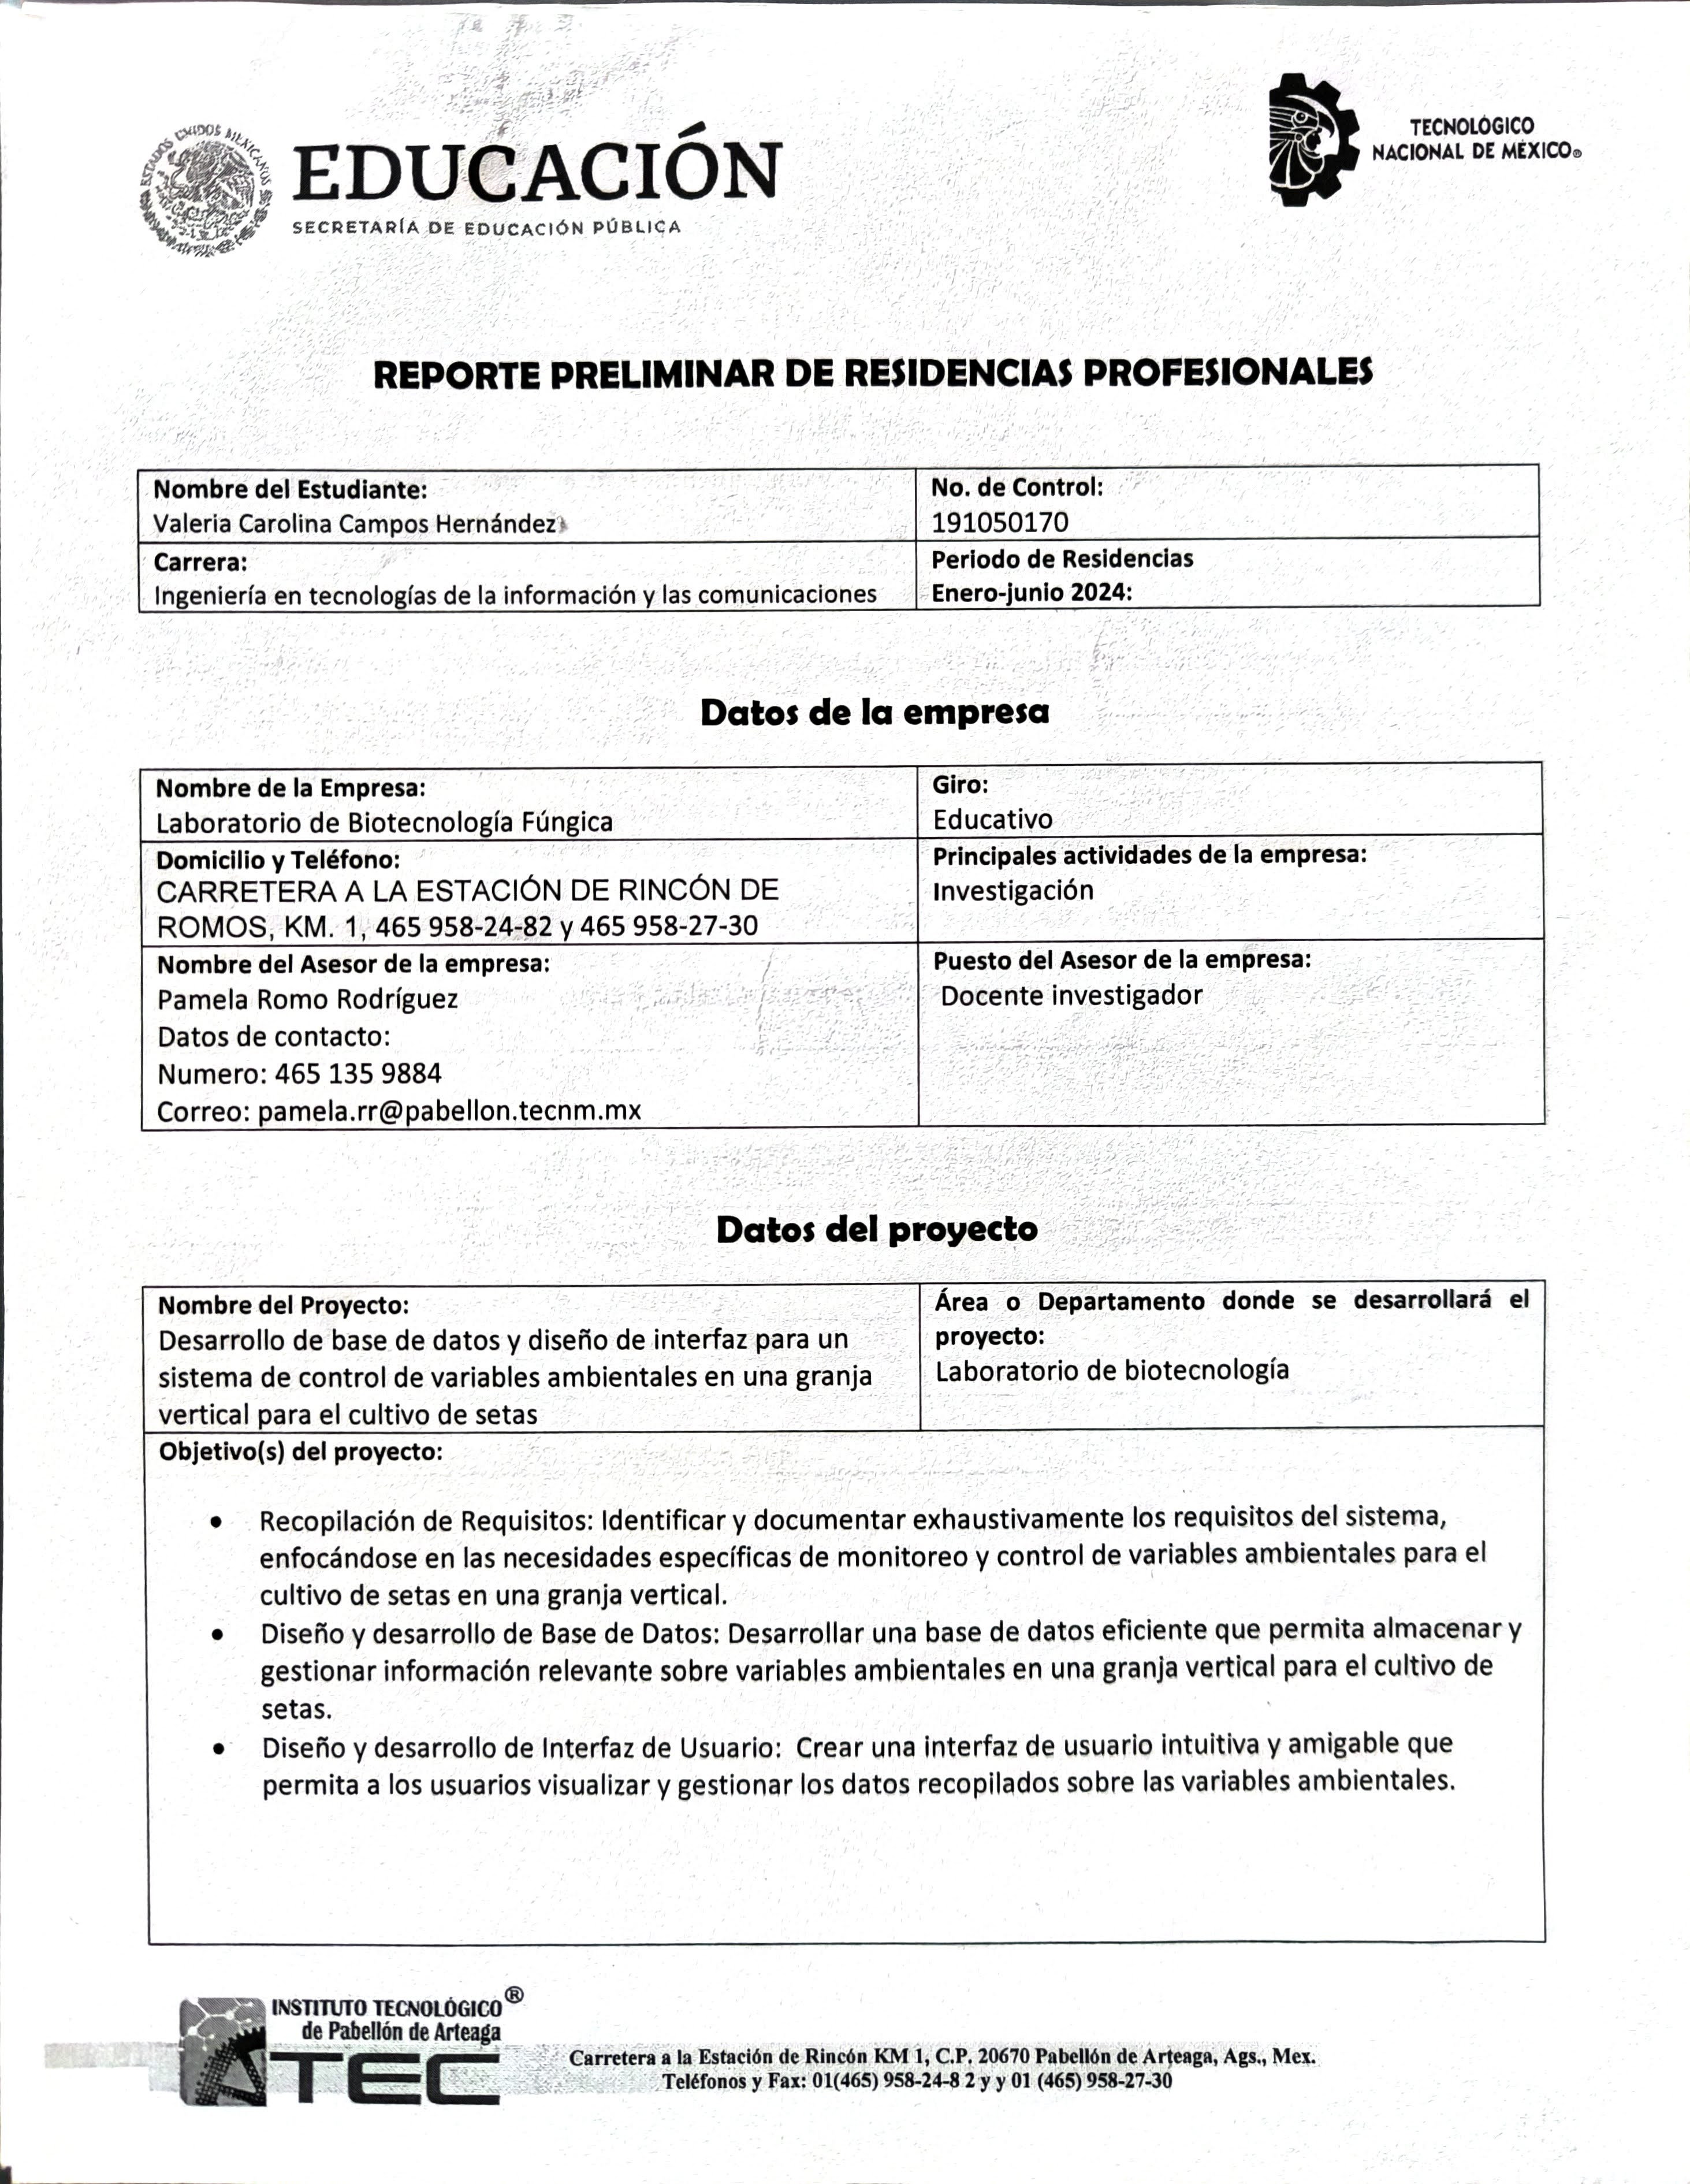 ESTADOS UNIDOS MEXICANOS
EDUCACIÓN
SECRETARÍA DE EDUCACIÓN PÚBLICA
TECNOLÓGICO
NACIONAL DE MÉXICO®
REPORTE PRELIMINAR DE RESIDENCIAS PROFESIONALES
Nombre del Estudiante:
Valeria Carolina Campos Hernández
No. de Control:
191050170
Carrera:
Ingeniería en tecnologías de la información y las comunicaciones
Periodo de Residencias
Enero-junio 2024:
Datos de la empresa
Nombre de la Empresa:
Laboratorio de Biotecnología Fúngica
Giro:
Educativo
Domicilio y Teléfono:
CARRETERA A LA ESTACIÓN DE RINCÓN DE
ROMOS, KM. 1, 465 958-24-82 y 465 958-27-30
Principales actividades de la empresa:
Investigación
Nombre del Asesor de la empresa:
Pamela Romo Rodríguez
Datos de contacto:
Numero: 465 135 9884
Correo: pamela.rr@pabellon.tecnm.mx
Puesto del Asesor de la empresa:
Docente investigador
Datos del proyecto
Nombre del Proyecto:
Desarrollo de base de datos y diseño de interfaz para un
sistema de control de variables ambientales en una granja
vertical para el cultivo de setas
Área o Departamento donde se desarrollará el
proyecto:
Laboratorio de biotecnología
Objetivo(s) del proyecto:
• Recopilación de Requisitos: Identificar y documentar exhaustivamente los requisitos del sistema,
enfocándose en las necesidades específicas de monitoreo y control de variables ambientales para el
cultivo de setas en una granja vertical.
• Diseño y desarrollo de Base de Datos: Desarrollar una base de datos eficiente que permita almacenar y
gestionar información relevante sobre variables ambientales en una granja vertical para el cultivo de
setas.
• Diseño y desarrollo de Interfaz de Usuario: Crear una interfaz de usuario intuitiva y amigable que
permita a los usuarios visualizar y gestionar los datos recopilados sobre las variables ambientales.
INSTITUTO TECNOLÓGICO®
de Pabellón de Arteaga
TEC
Carretera a la Estación de Rincón KM 1, C.P. 20670 Pabellón de Arteaga, Ags., Mex.
Teléfonos y Fax: 01(465) 958-24-8 2 y y 01 (465) 958-27-30